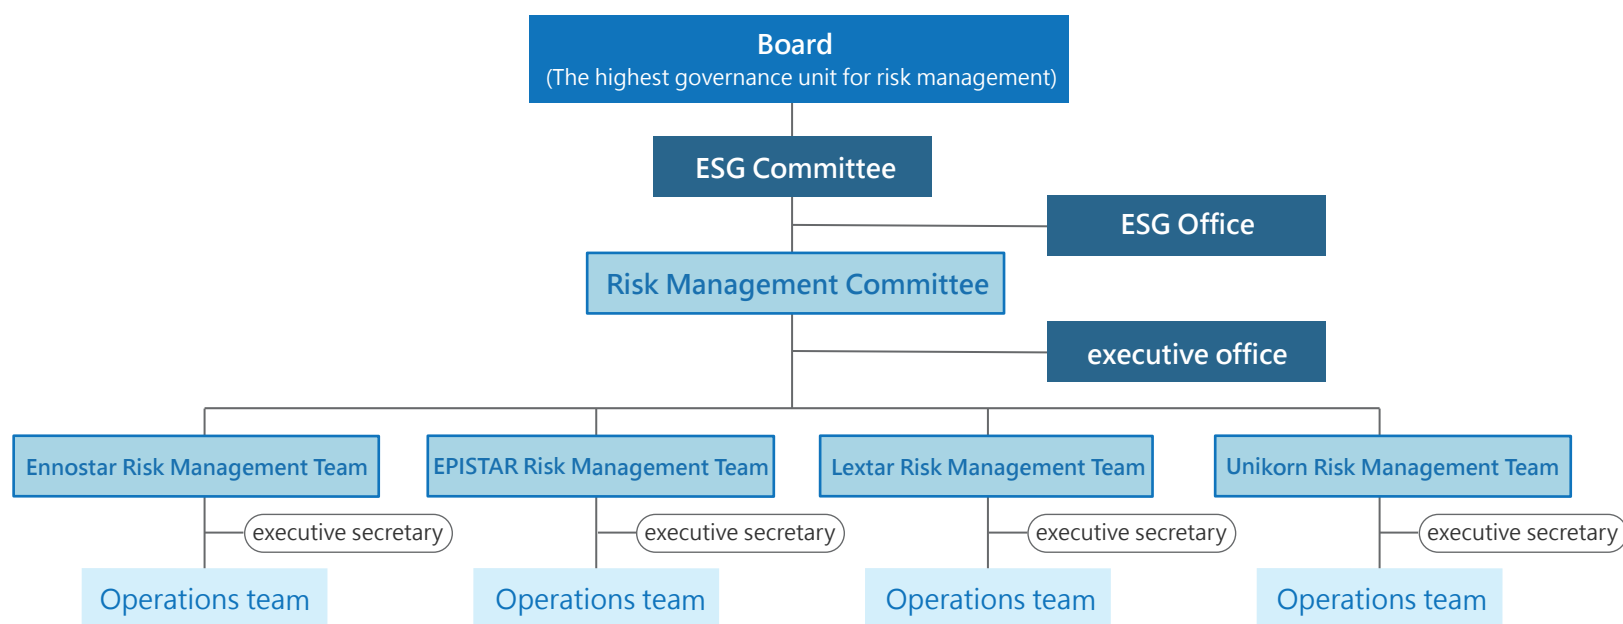 Board
(The highest governance unit for risk management)
ESG Committee
ESG Office
Risk Management Committee
executive office
Ennostar Risk Management Team
EPISTAR Risk Management Team
Lextar Risk Management Team
Unikorn Risk Management Team
executive secretary
executive secretary
executive secretary
executive secretary
Operations team
Operations team
Operations team
Operations team